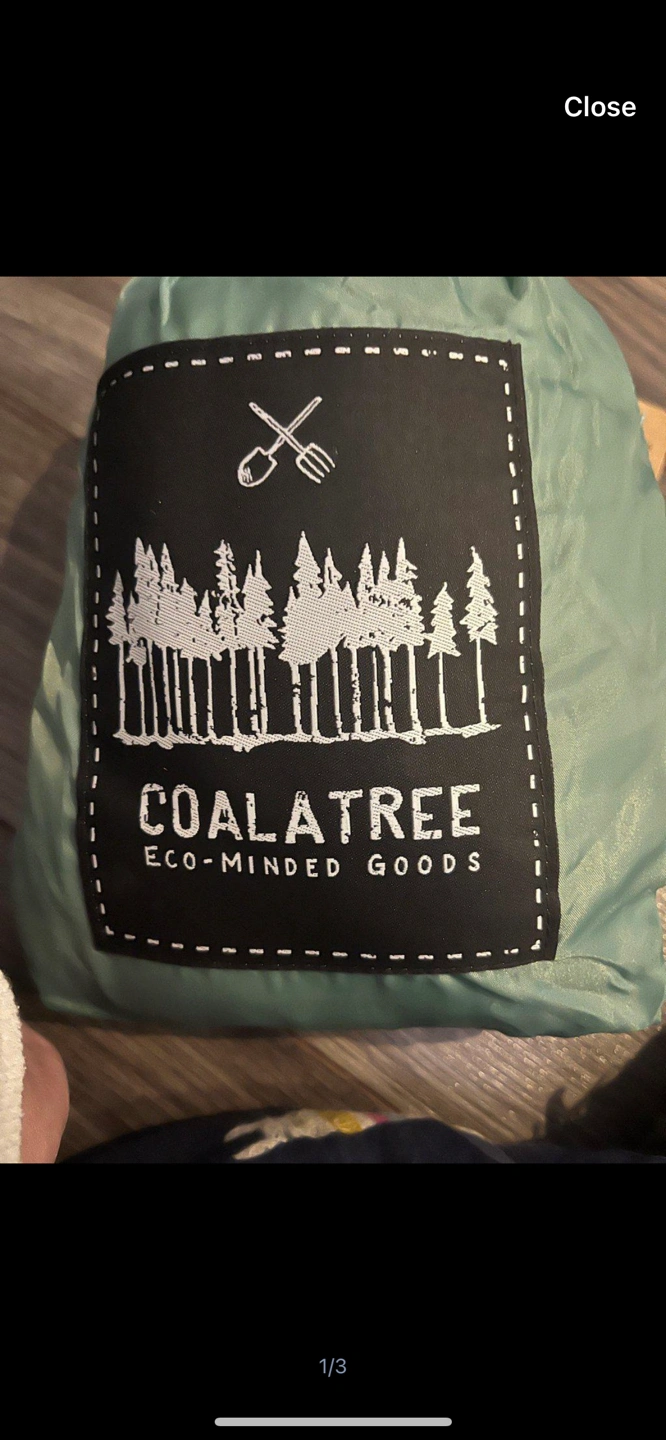 Close
COALATREE
ECO-MINDED GOODS
1/3